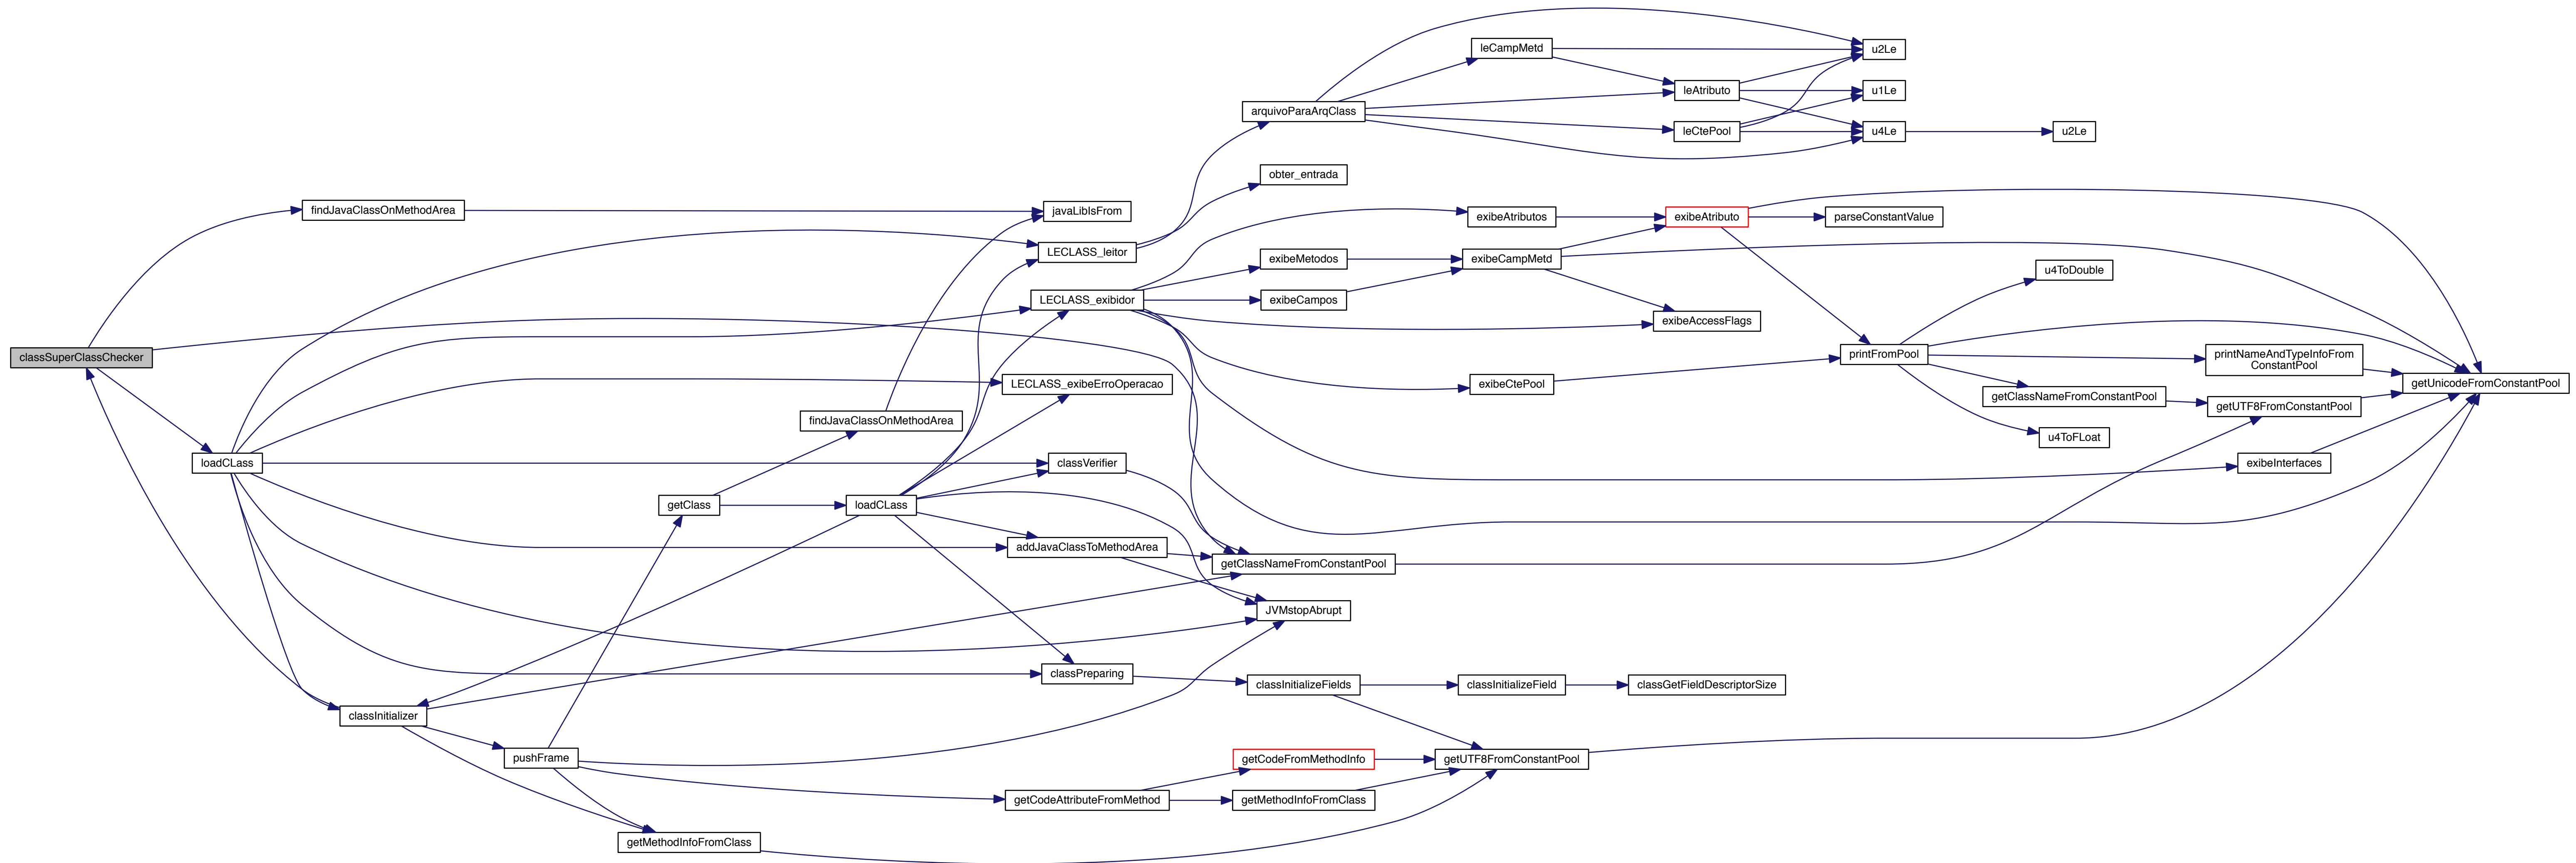 leCampMetd
u2Le
leAtributo
u1Le
arquivoParaArqClass
leCtePool
u4Le
u2Le
obter_entrada
findJavaClassOnMethodArea
javaLibIsFrom
exibeAtributos
exibeAtributo
parseConstantValue
LECLASS_leitor
exibeMetodos
exibeCampMetd
u4ToDouble
LECLASS_exibidor
exibeCampos
exibeAccessFlags
classSuperClassChecker
printFromPool
printNameAndTypeInfoFrom
ConstantPool
LECLASS_exibeErroOperacao
exibeCtePool
getUnicodeFromConstantPool
getClassNameFromConstantPool
getUTF8FromConstantPool
findJavaClassOnMethodArea
u4ToFLoat
loadCLass
classVerifier
exibeInterfaces
getClass
loadCLass
addJavaClassToMethodArea
getClassNameFromConstantPool
JVMstopAbrupt
classPreparing
classInitializeFields
classInitializeField
classGetFieldDescriptorSize
classInitializer
pushFrame
getCodeFromMethodInfo
getUTF8FromConstantPool
getCodeAttributeFromMethod
getMethodInfoFromClass
getMethodInfoFromClass